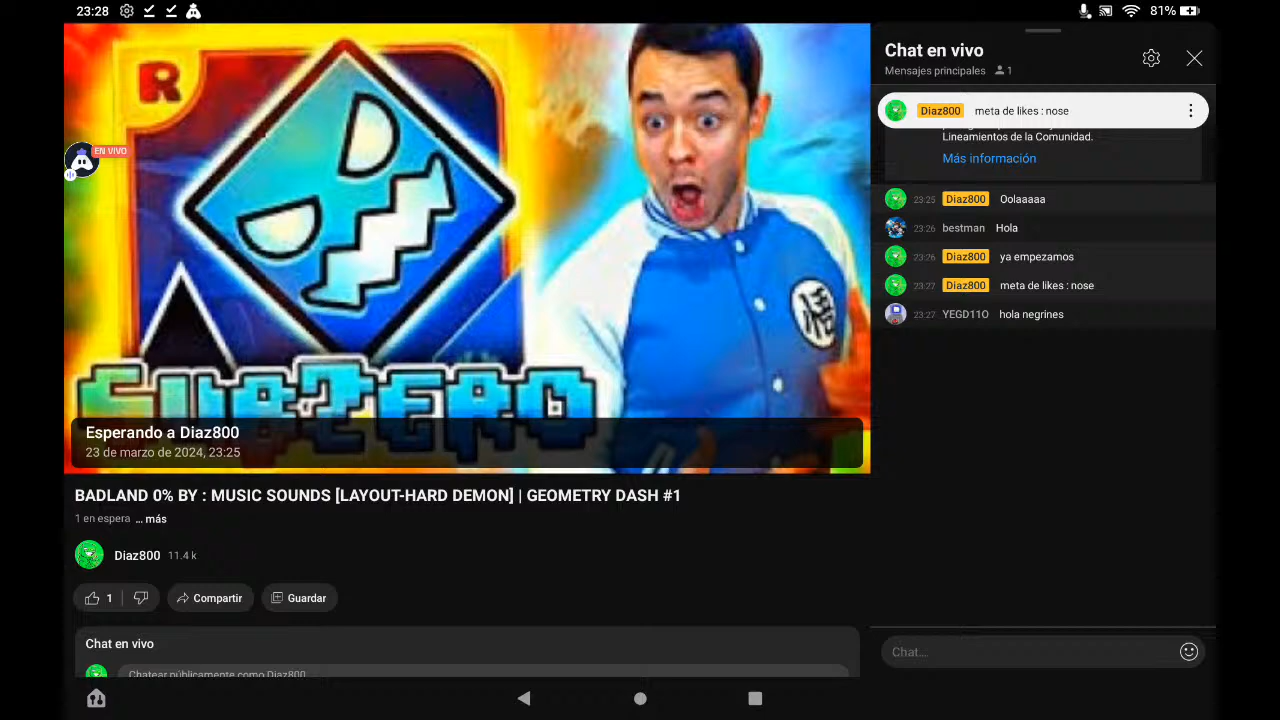 23:28
81%
R
EN VIVO
悟
SUBZERO
Esperando a Diaz800
23 de marzo de 2024, 23:25
BADLAND 0% BY : MUSIC SOUNDS [LAYOUT-HARD DEMON] | GEOMETRY DASH #1
1 en espera ... más
Diaz800 11.4 k
1
Compartir
Guardar
Chat en vivo
Chatear públicamente como Diaz800
Chat en vivo
Mensajes principales 1
Diaz800 meta de likes : nose
Lineamientos de la Comunidad.
Más información
23:25 Diaz800 Oolaaaaa
23:26 bestman Hola
23:26 Diaz800 ya empezamos
23:27 Diaz800 meta de likes : nose
23:27 YEGD11O hola negrines
Chat...